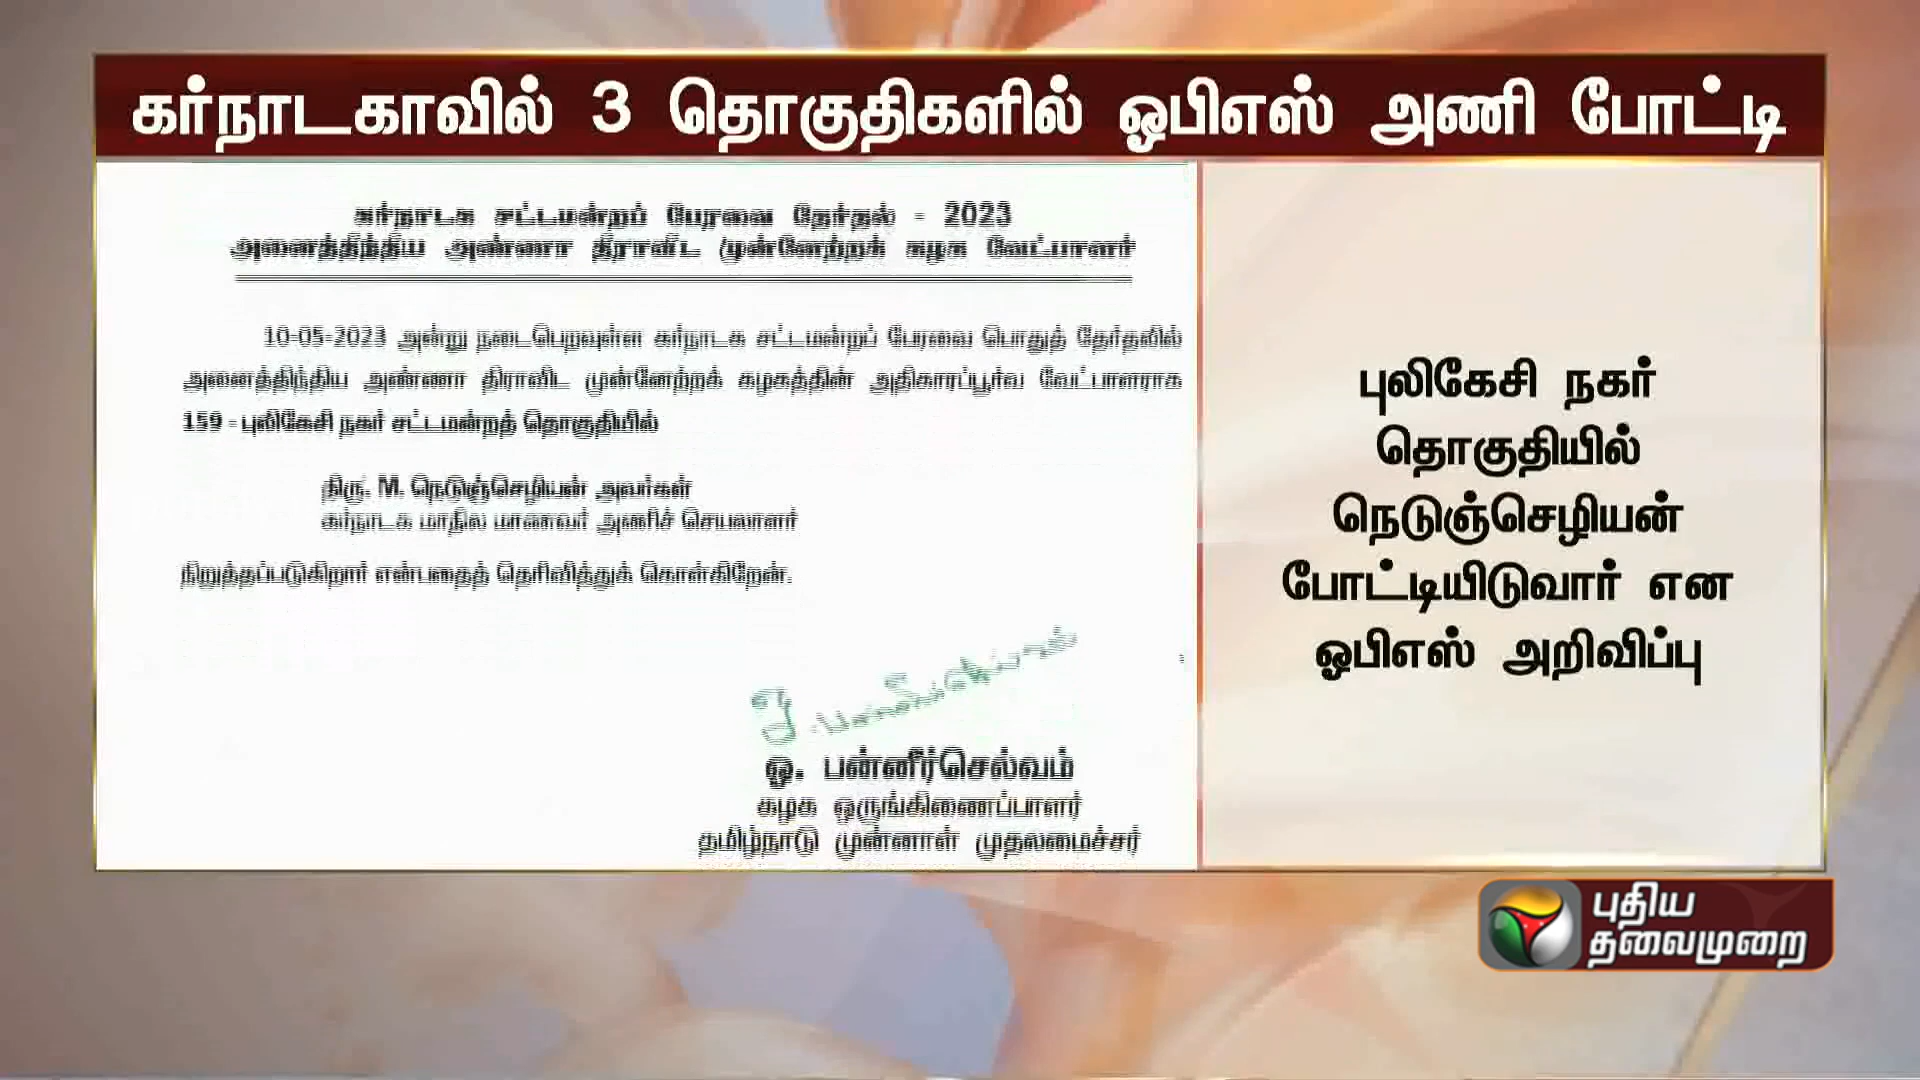 கர்நாடகாவில் 3 தொகுதிகளில் ஓபிஎஸ் அணி போட்டி
கர்நாடக சட்டமன்றப் பேரவை தேர்தல் - 2023
அனைத்திந்திய அண்ணா திராவிட முன்னேற்றக் கழக வேட்பாளர்
10-05-2023 அன்று நடைபெறவுள்ள கர்நாடக சட்டமன்றப் பேரவை பொதுத் தேர்தலில்
அனைத்திந்திய அண்ணா திராவிட முன்னேற்றக் கழகத்தின் அதிகாரப்பூர்வ வேட்பாளராக
159 - புலிகேசி நகர் சட்டமன்றத் தொகுதியில்
திரு. M. நெடுஞ்செழியன் அவர்கள்
கர்நாடக மாநில மாணவர் அணிச் செயலாளர்
நிறுத்தப்படுகிறார் என்பதைத் தெரிவித்துக் கொள்கிறேன்.
ஓ. பன்னீர்செல்வம்
கழக ஒருங்கிணைப்பாளர்
தமிழ்நாடு முன்னாள் முதலமைச்சர்
புலிகேசி நகர்
தொகுதியில்
நெடுஞ்செழியன்
போட்டியிடுவார் என
ஓபிஎஸ் அறிவிப்பு
புதிய
தலைமுறை